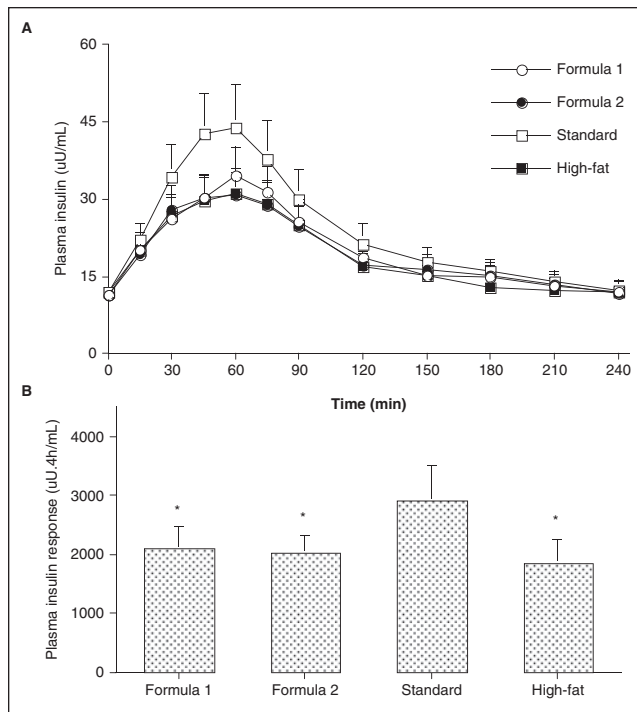 A
60
45
30
15
0
Plasma insulin (uU/mL)
Formula 1
Formula 2
Standard
High-fat
0 30 60 90 120 150 180 210 240
Time (min)
B
4000
3000
2000
1000
0
Plasma insulin response (uU.4h/mL)
* * *
Formula 1 Formula 2 Standard High-fat